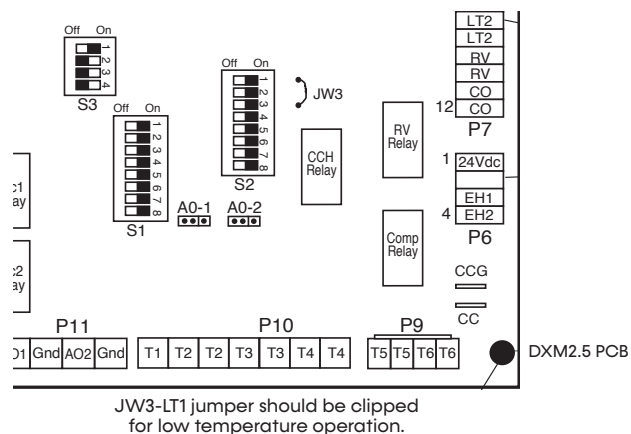 Off On
1
2
3
4
S3
Off On
1
2
3
4
5
6
7
8
S1
Off On
1
2
3
4
5
6
7
8
S2
JW3
A0-1
A0-2
CCH
Relay
RV
Relay
Comp
Relay
LT2
LT2
RV
RV
CO
12 CO
P7
1 24Vdc
EH1
4 EH2
P6
CCG
CC
c1
ay
c2
ay
P11
Gnd AO2 Gnd
P10
T1 T2 T2 T3 T3 T4 T4
P9
T5 T5 T6 T6
DXM2.5 PCB
JW3-LT1 jumper should be clipped
for low temperature operation.